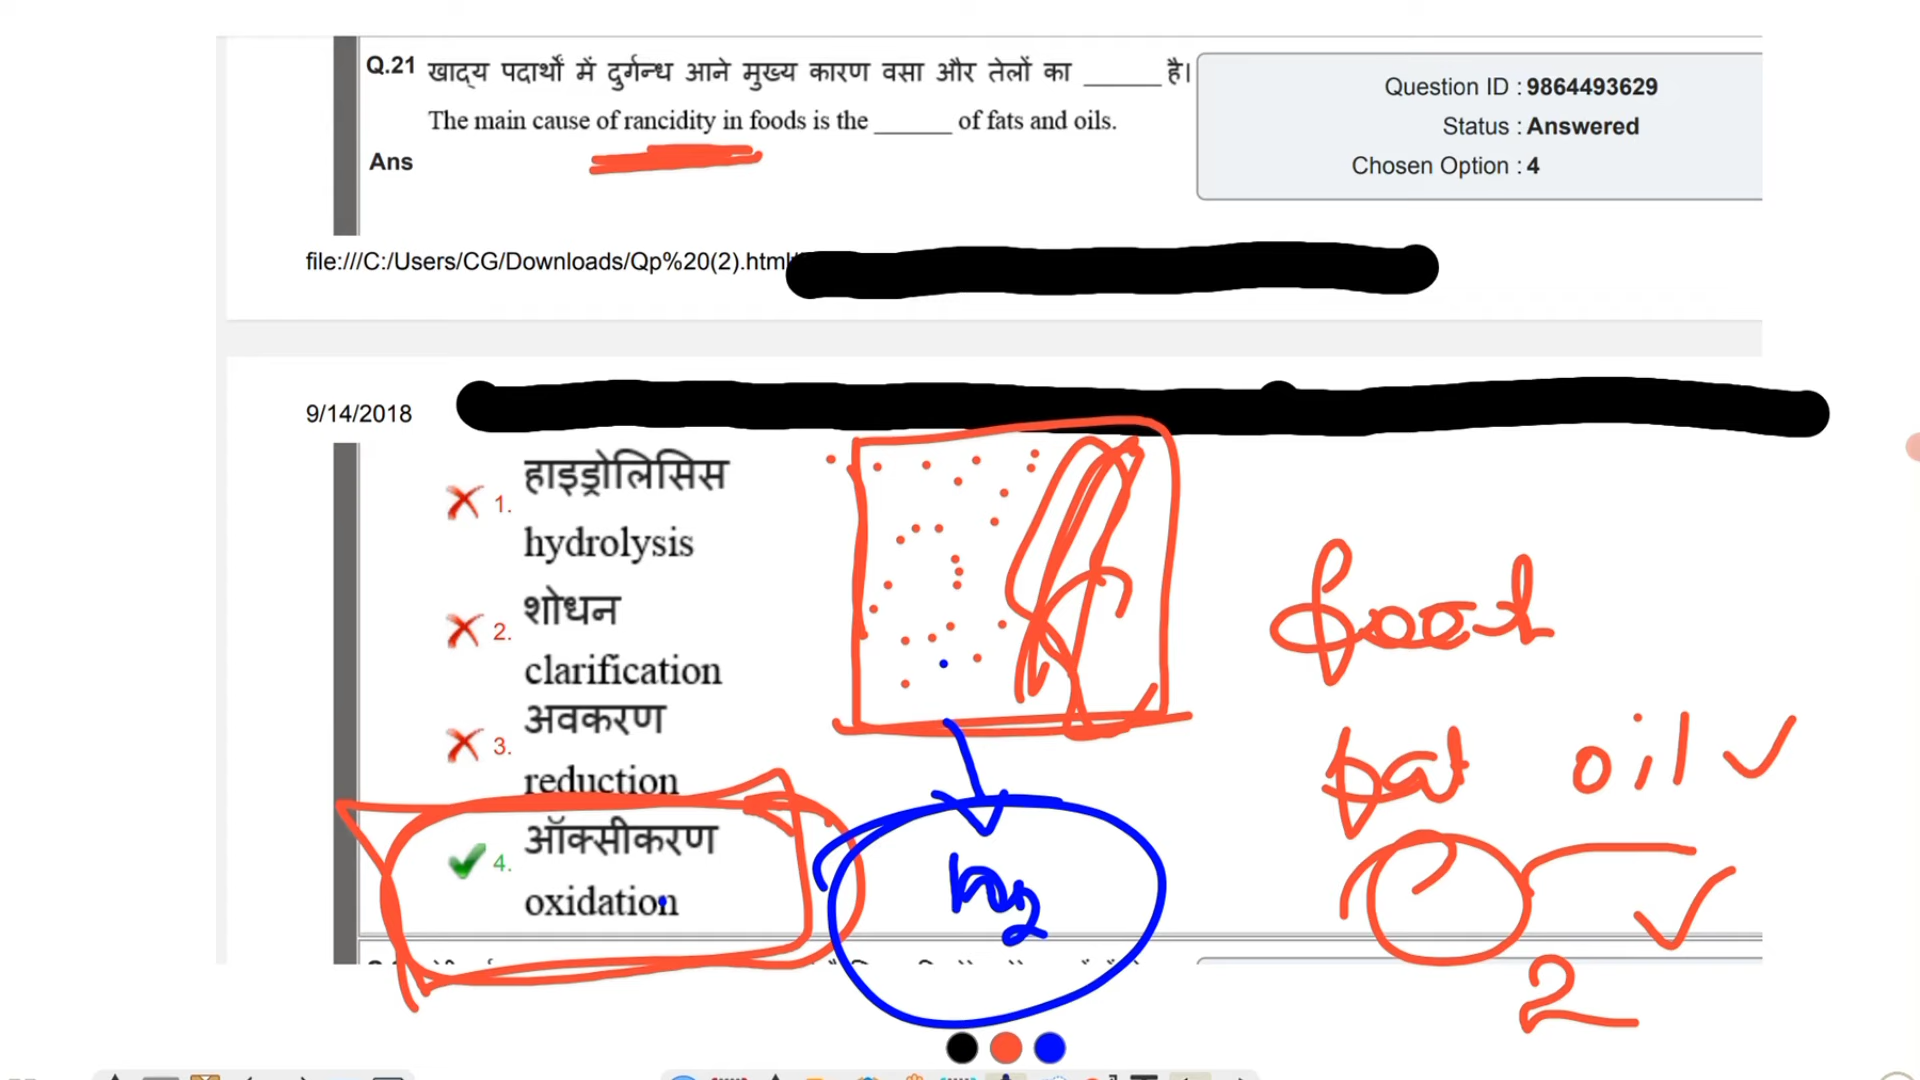 Q.21 खाद्य पदार्थों में दुर्गन्ध आने मुख्य कारण वसा और तेलों का ______ है।
The main cause of rancidity in foods is the ______ of fats and oils.
Ans
Question ID : 9864493629
Status : Answered
Chosen Option : 4
file:///C:/Users/CG/Downloads/Qp%20(2).html
9/14/2018
1. हाइड्रोलिसिस
hydrolysis
2. शोधन
clarification
3. अवकरण
reduction
4. ऑक्सीकरण
oxidation
food
fat oil
N2
O2